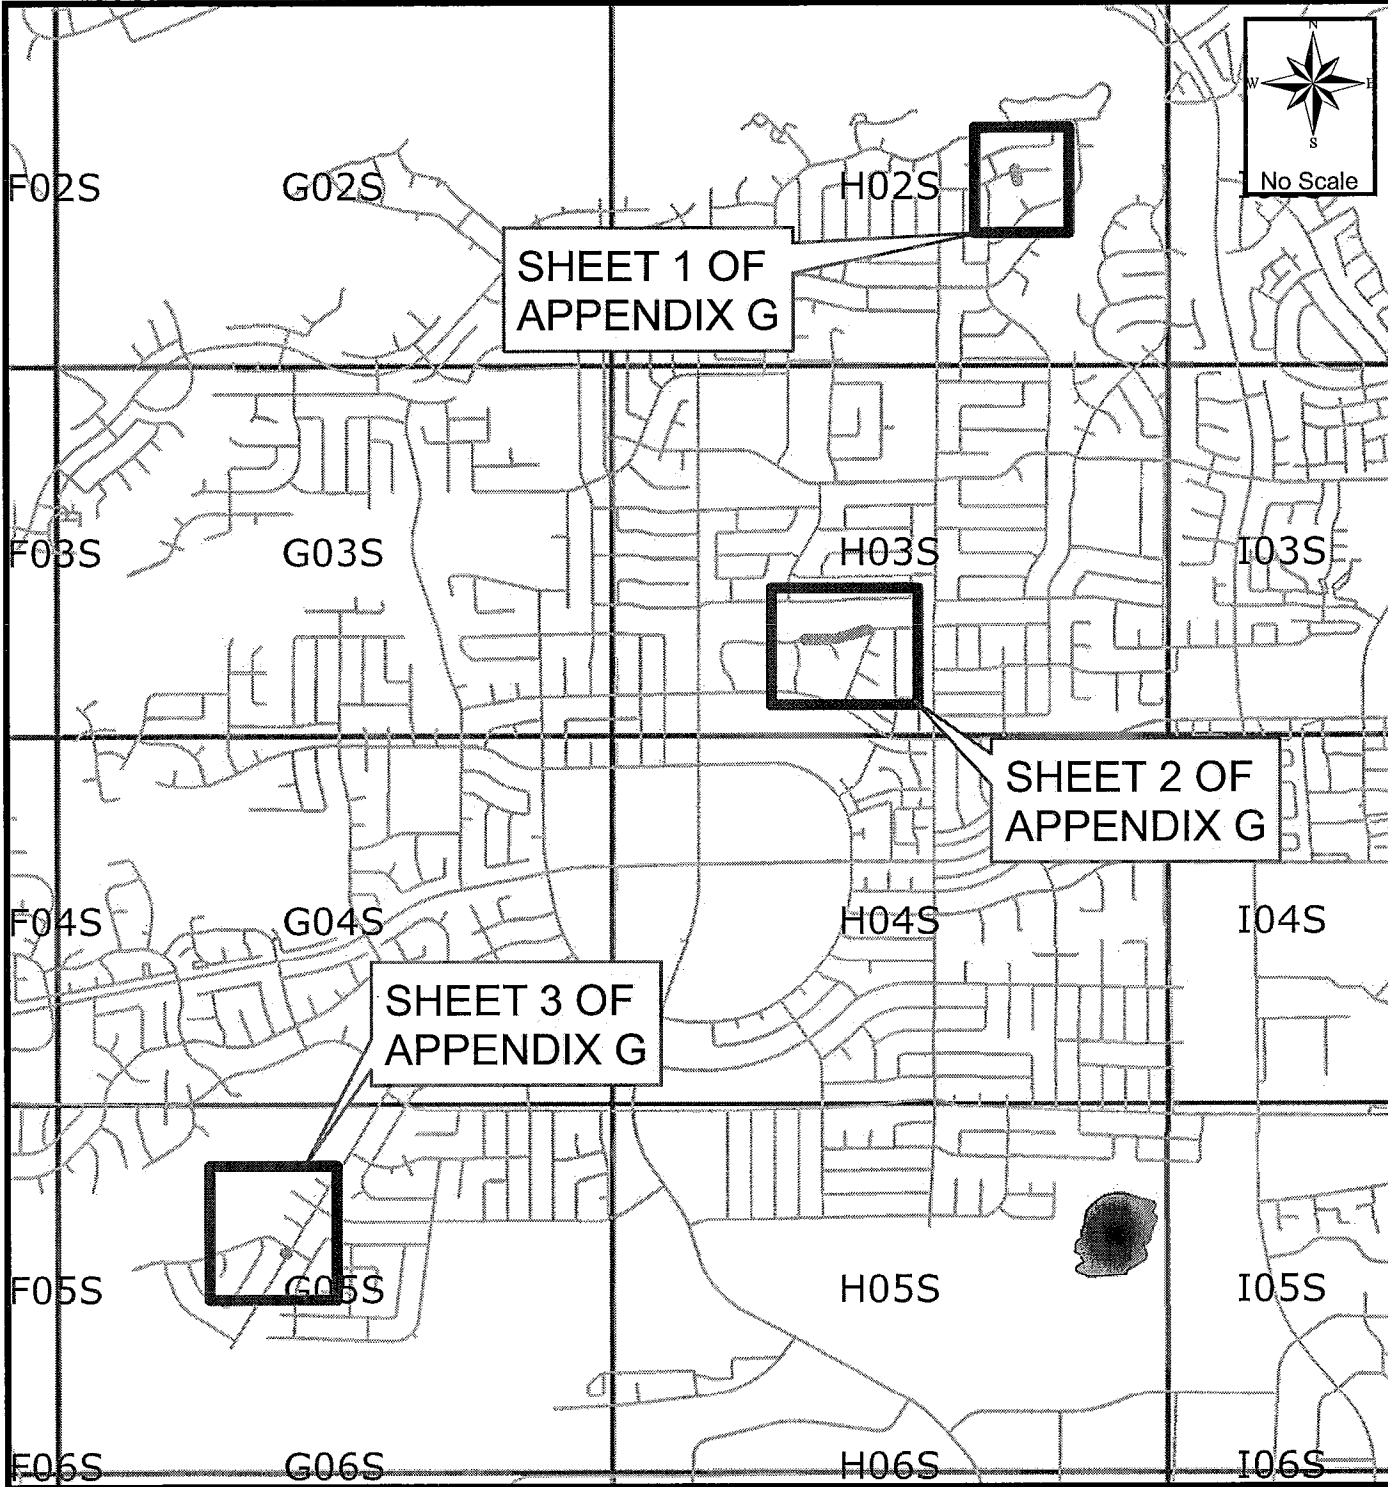 N
W
S
No Scale
F02S
G02S
H02S
SHEET 1 OF
APPENDIX G
F03S
G03S
H03S
I03S
SHEET 2 OF
APPENDIX G
F04S
G04S
H04S
I04S
SHEET 3 OF
APPENDIX G
F05S
G05S
H05S
I05S
F06S
G06S
H06S
I06S